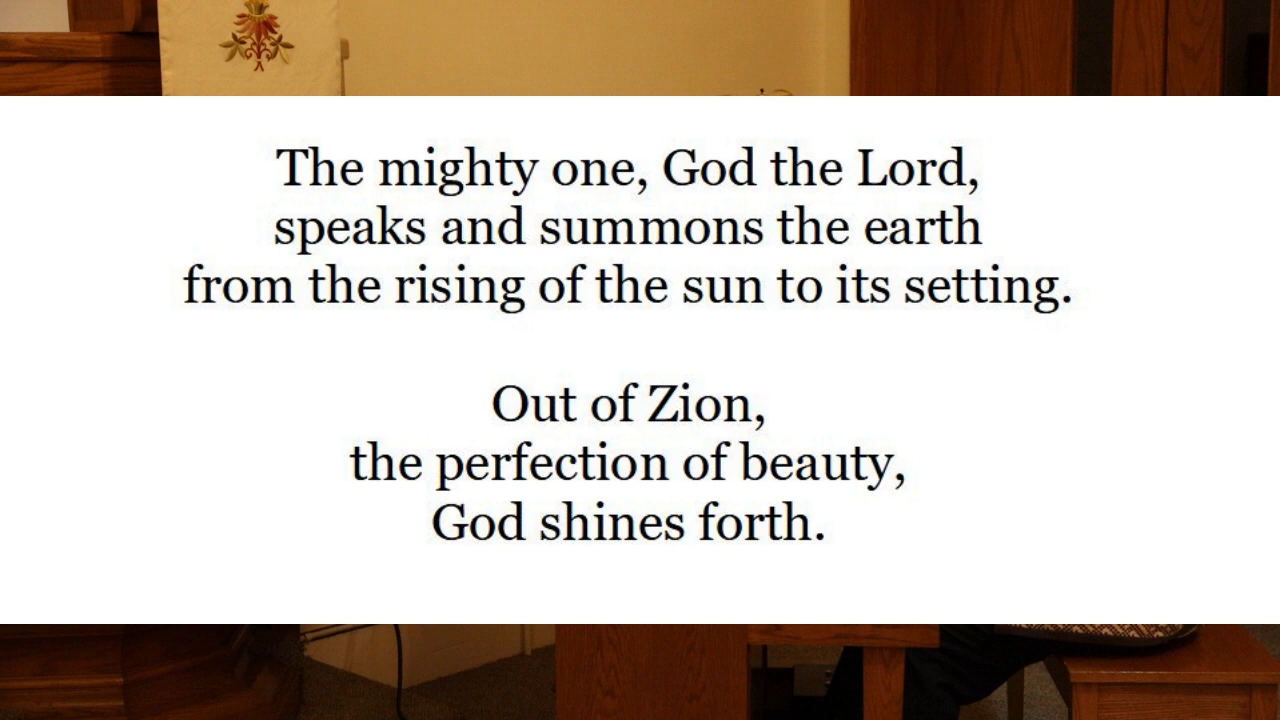 The mighty one, God the Lord,
speaks and summons the earth
from the rising of the sun to its setting.
Out of Zion,
the perfection of beauty,
God shines forth.